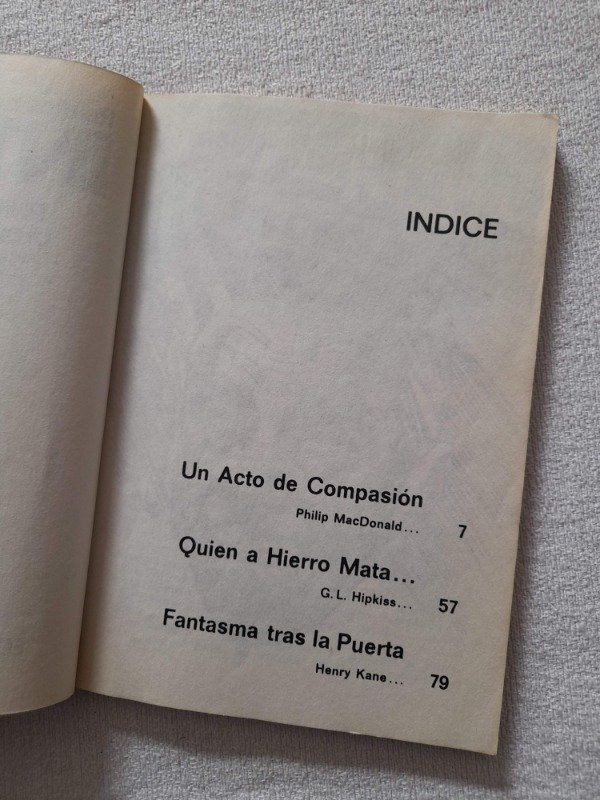 INDICE
Un Acto de Compasión
Philip MacDonald... 7
Quien a Hierro Mata...
G. L. Hipkiss... 57
Fantasma tras la Puerta
Henry Kane... 79